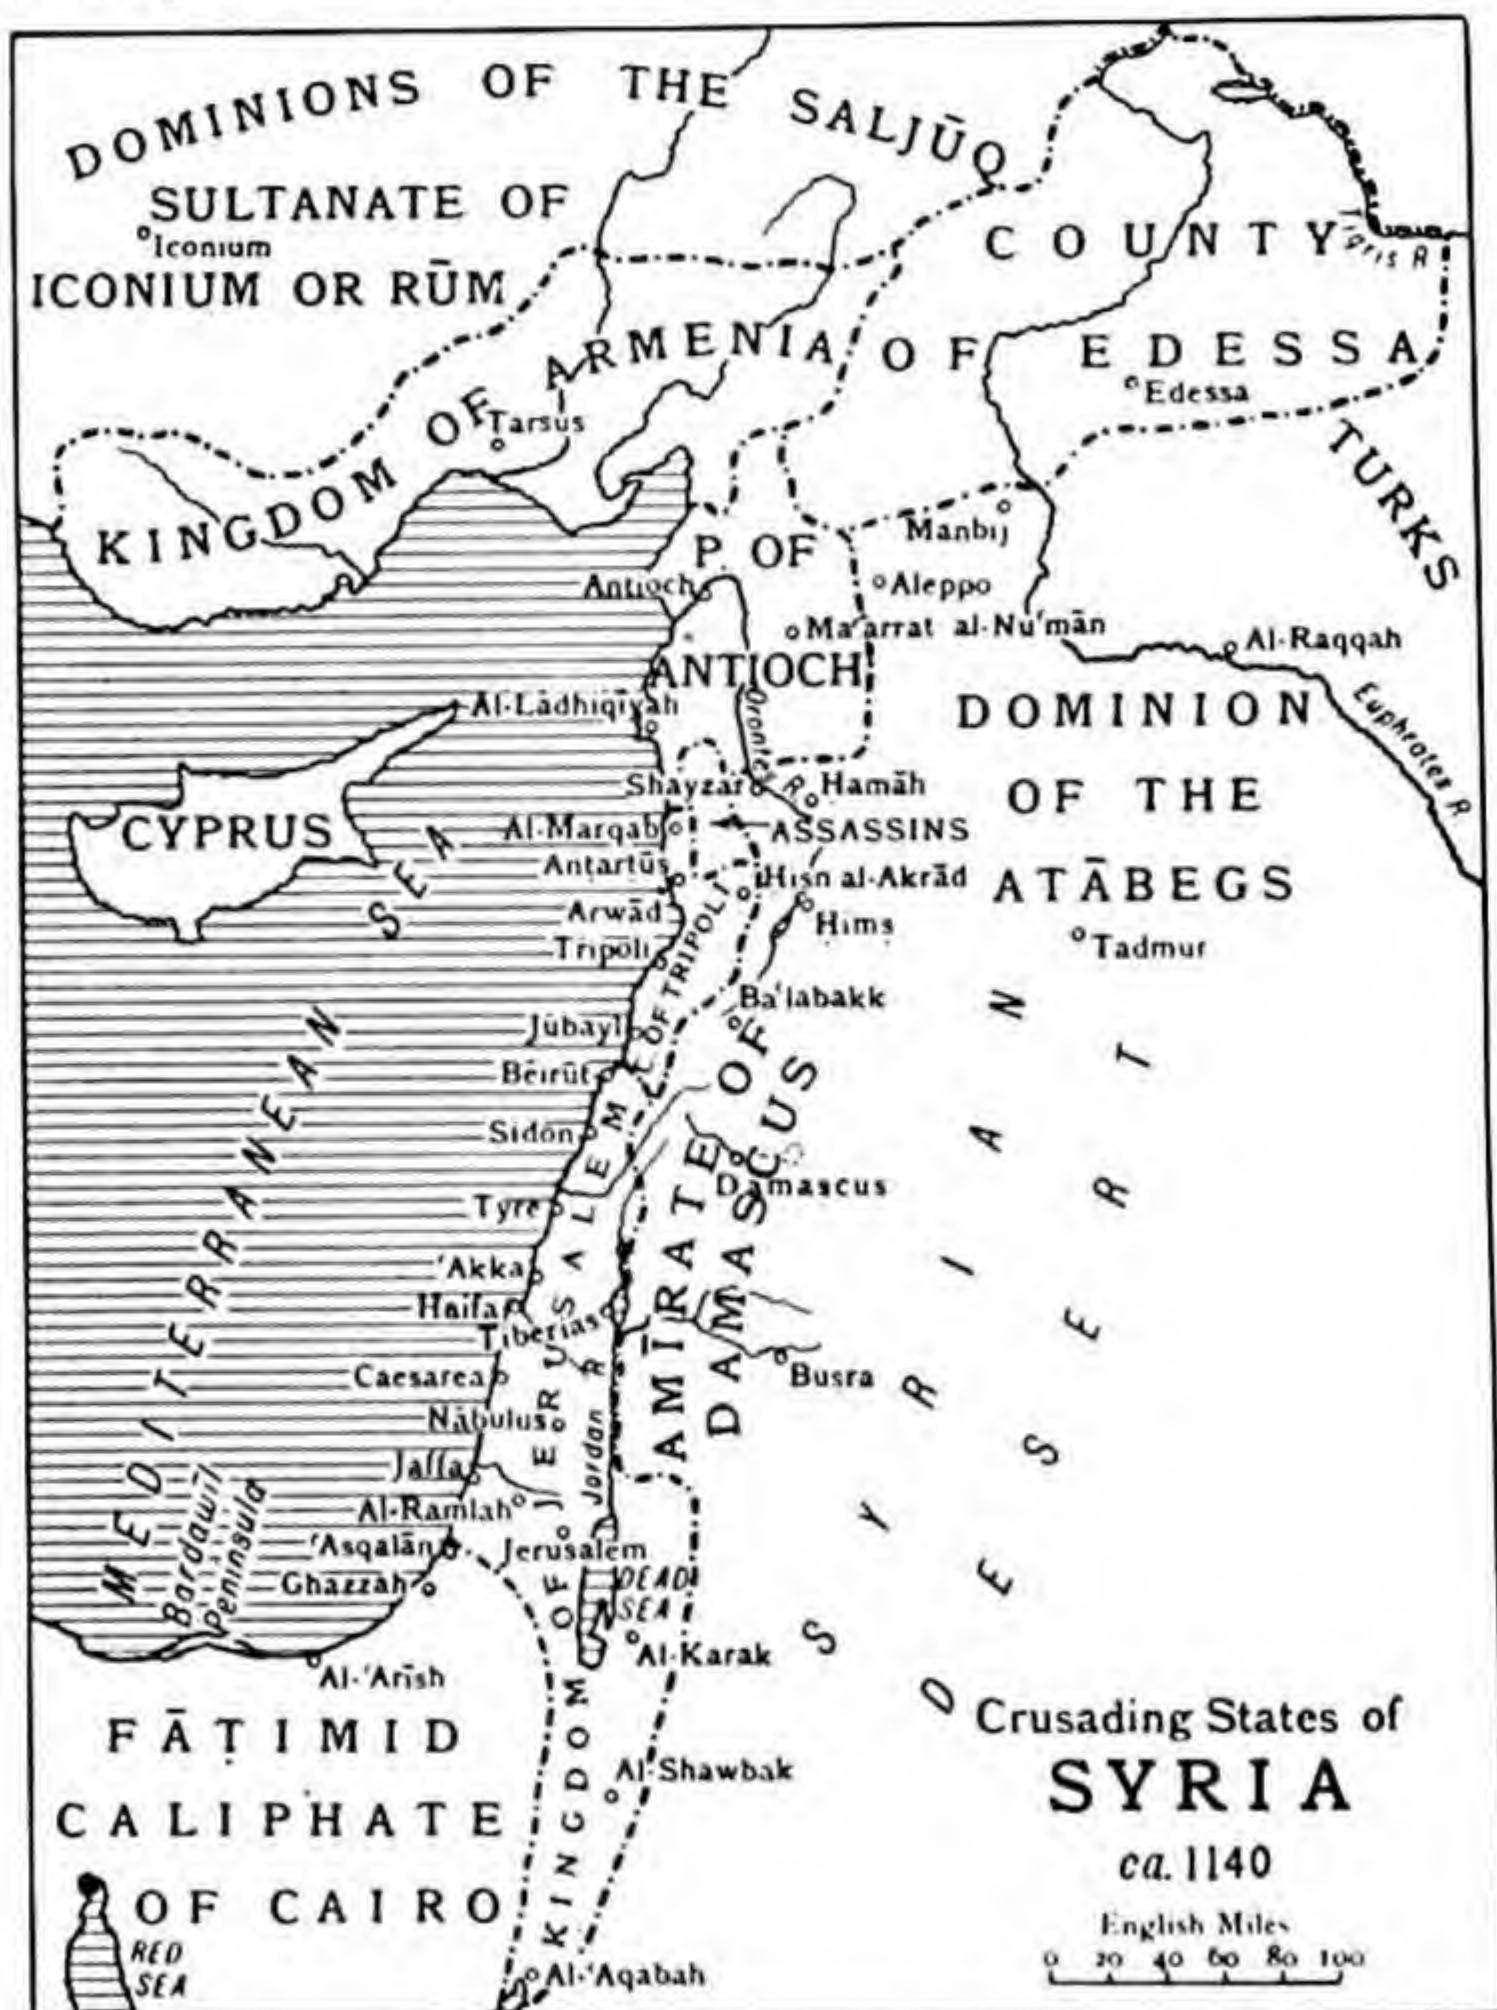 DOMINIONS OF THE SALJŪQ
TURKS
SULTANATE OF
Iconium
ICONIUM OR RŪM
COUNTY
OF EDESSA
Tigris R
Edessa
KINGDOM OF ARMENIA
Tarsus
P. OF
ANTIOCH
Antioch
Manbij
Aleppo
Ma'arrat al-Nu'mān
Al-Raqqah
Euphrates R
Al-Lādhiqīyah
Orontes R
DOMINION
OF THE
ATĀBEGS
Shayzar
Hamāh
CYPRUS
Al-Marqab
ASSASSINS
Antartūs
Hisn al-Akrād
Arwād
Hims
Tripoli
Tadmur
C OF TRIPOLI
Ba'labakk
Jubayl
Beirūt
Sidon
AMĪRATE OF
DAMASCUS
Damascus
Tyre
'Akka
Haifa
Tiberias
Caesarea
Busra
Nābulus
Jordan R
Jaffa
Al-Ramlah
'Asqalān
Jerusalem
Ghazzah
DEAD
SEA
MEDITERRANEAN SEA
Bardawīl
Peninsula
KINGDOM OF JERUSALEM
SYRIAN
DESERT
Al-Karak
Al-'Arīsh
FĀṬIMID
CALIPHATE
OF CAIRO
Al-Shawbak
RED
SEA
Al-'Aqabah
Crusading States of
SYRIA
ca. 1140
English Miles
0 20 40 60 80 100